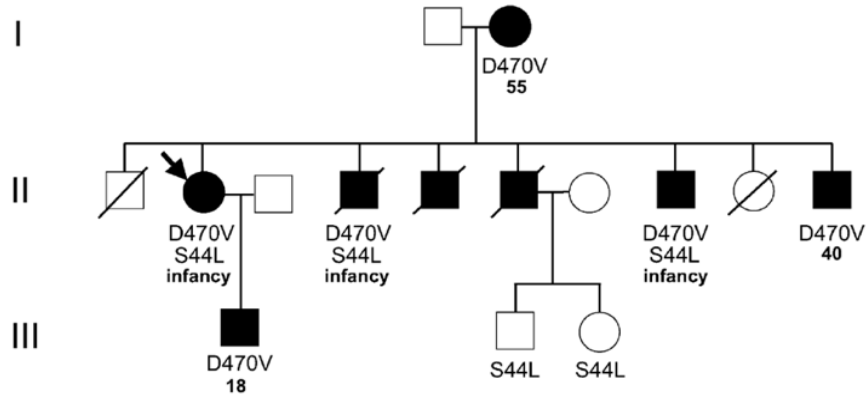 I
D470V
55
II
D470V D470V D470V D470V
S44L S44L S44L 40
infancy infancy infancy
III
D470V S44L S44L
18